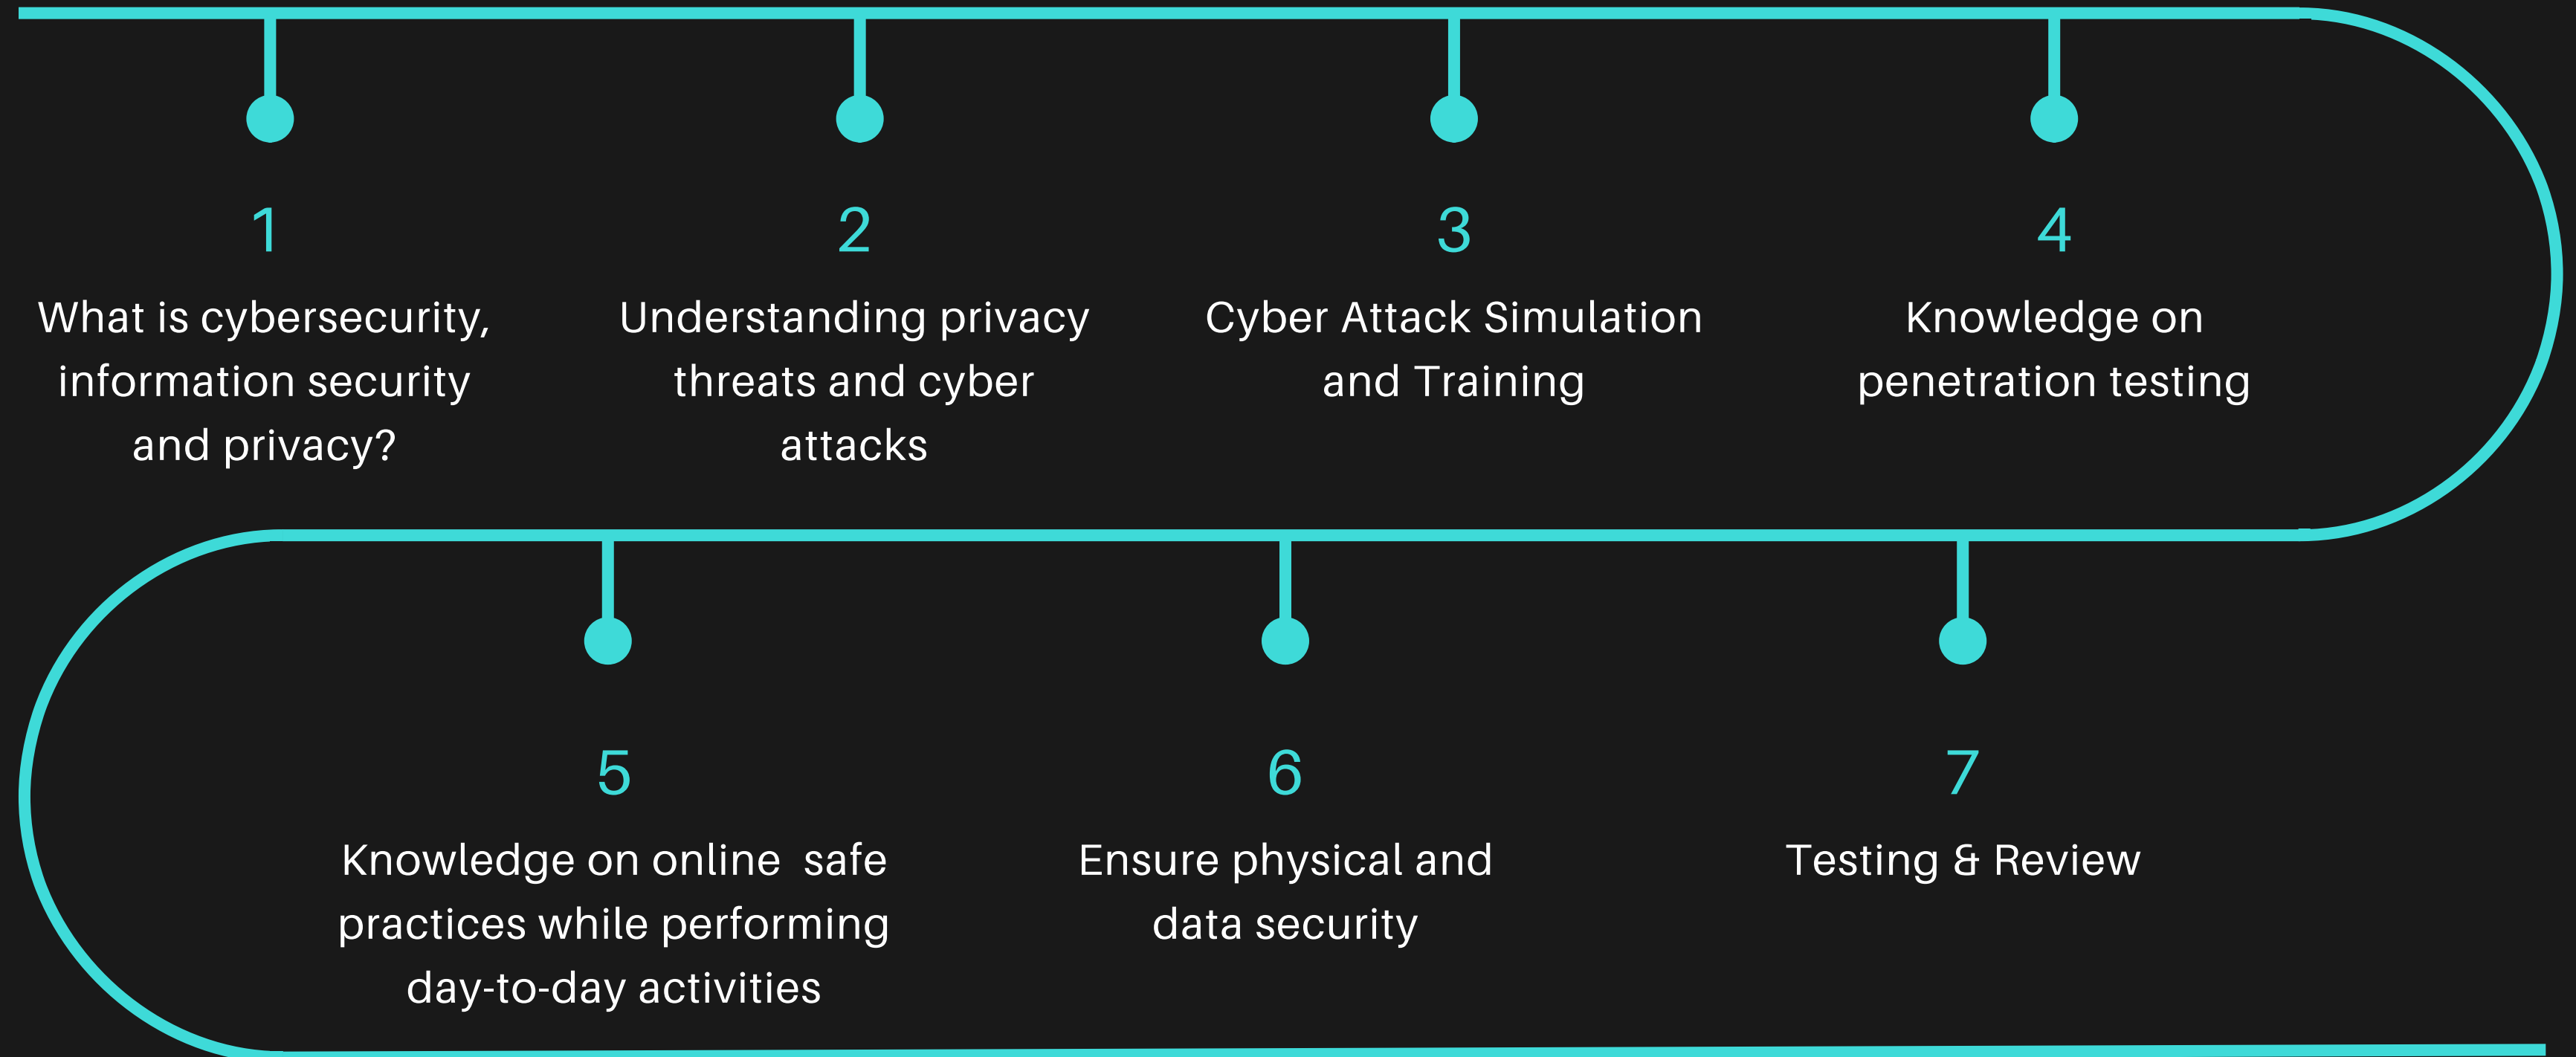 1
What is cybersecurity,
information security
and privacy?
2
Understanding privacy
threats and cyber
attacks
3
Cyber Attack Simulation
and Training
4
Knowledge on
penetration testing
5
Knowledge on online  safe
practices while performing
day-to-day activities
6
Ensure physical and
data security
7
Testing & Review